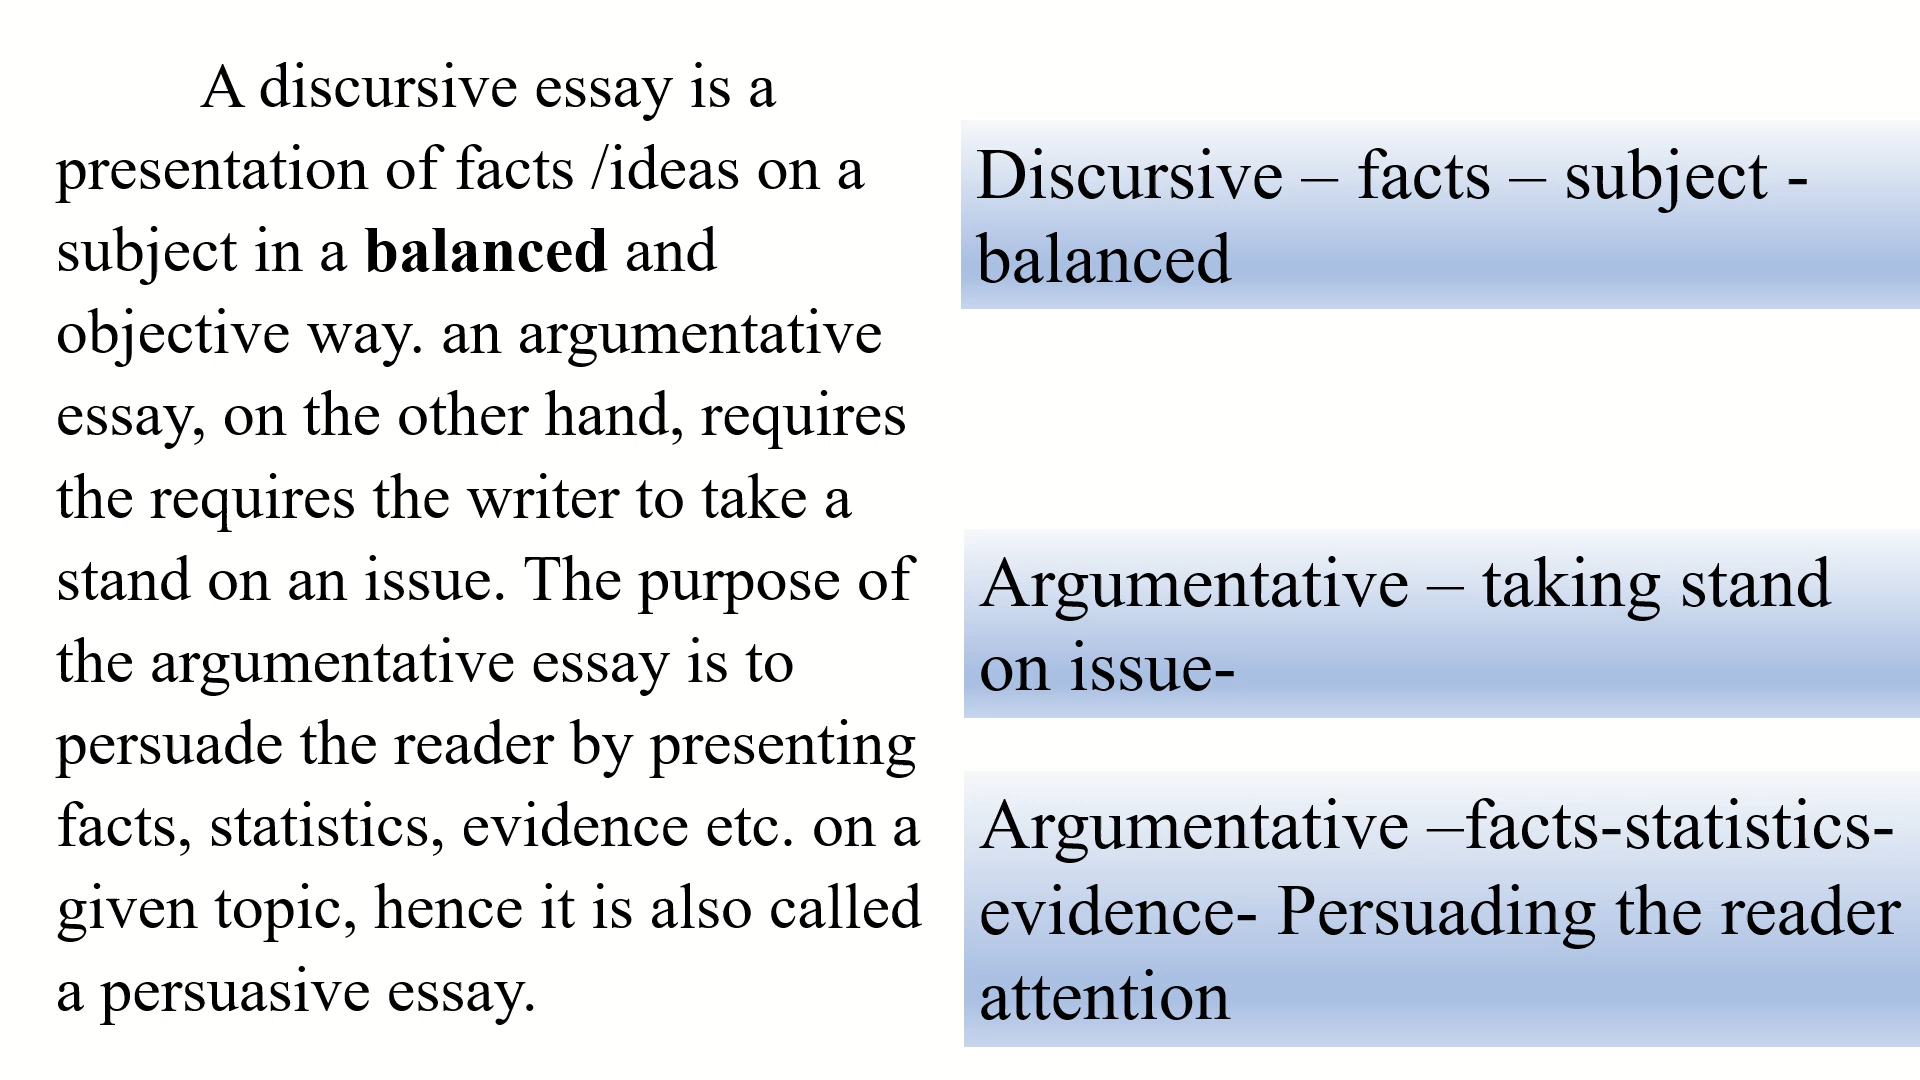 A discursive essay is a
presentation of facts /ideas on a
subject in a balanced and
objective way. an argumentative
essay, on the other hand, requires
the requires the writer to take a
stand on an issue. The purpose of
the argumentative essay is to
persuade the reader by presenting
facts, statistics, evidence etc. on a
given topic, hence it is also called
a persuasive essay.
Discursive – facts – subject -
balanced
Argumentative – taking stand
on issue-
Argumentative –facts-statistics-
evidence- Persuading the reader
attention